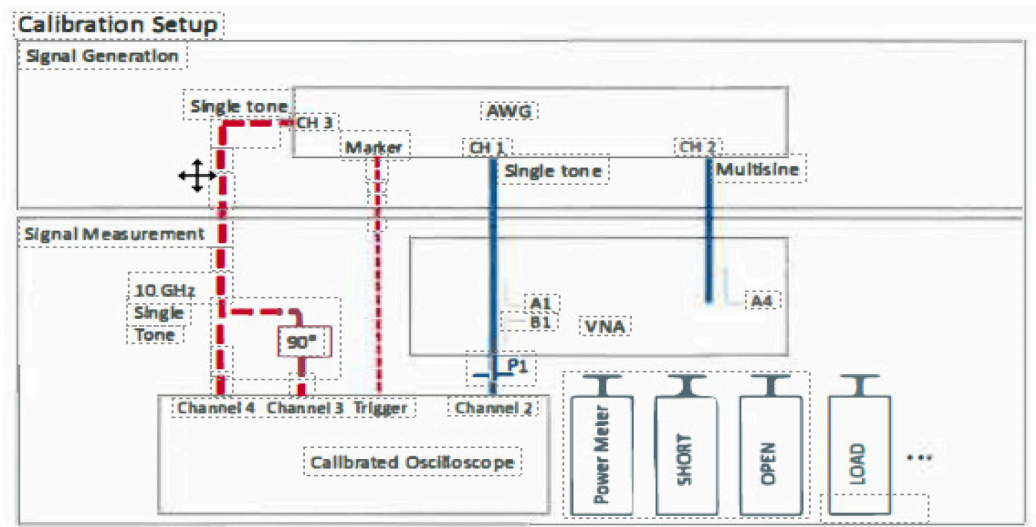 Calibration Setup
Signal Generation
Single tone
CH 3
AWG
Marker
CH 1
CH 2
Single tone
Multisine
Signal Measurement
10 GHz
Single
Tone
90°
A1
B1
VNA
A4
P1
Channel 4 Channel 3 Trigger Channel 2
Calibrated Oscilloscope
Power Meter
SHORT
OPEN
LOAD
...